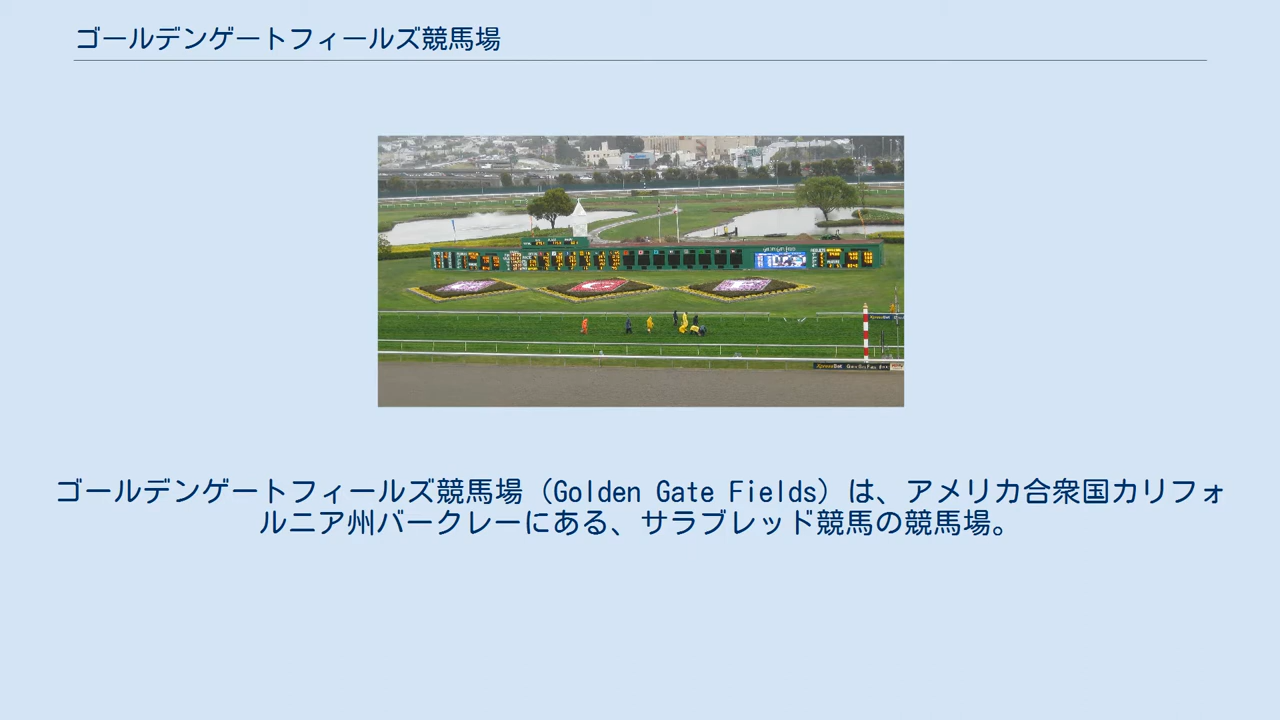 ゴールデンゲートフィールズ競馬場
ゴールデンゲートフィールズ競馬場（Golden Gate Fields）は、アメリカ合衆国カリフォ
ルニア州バークレーにある、サラブレッド競馬の競馬場。